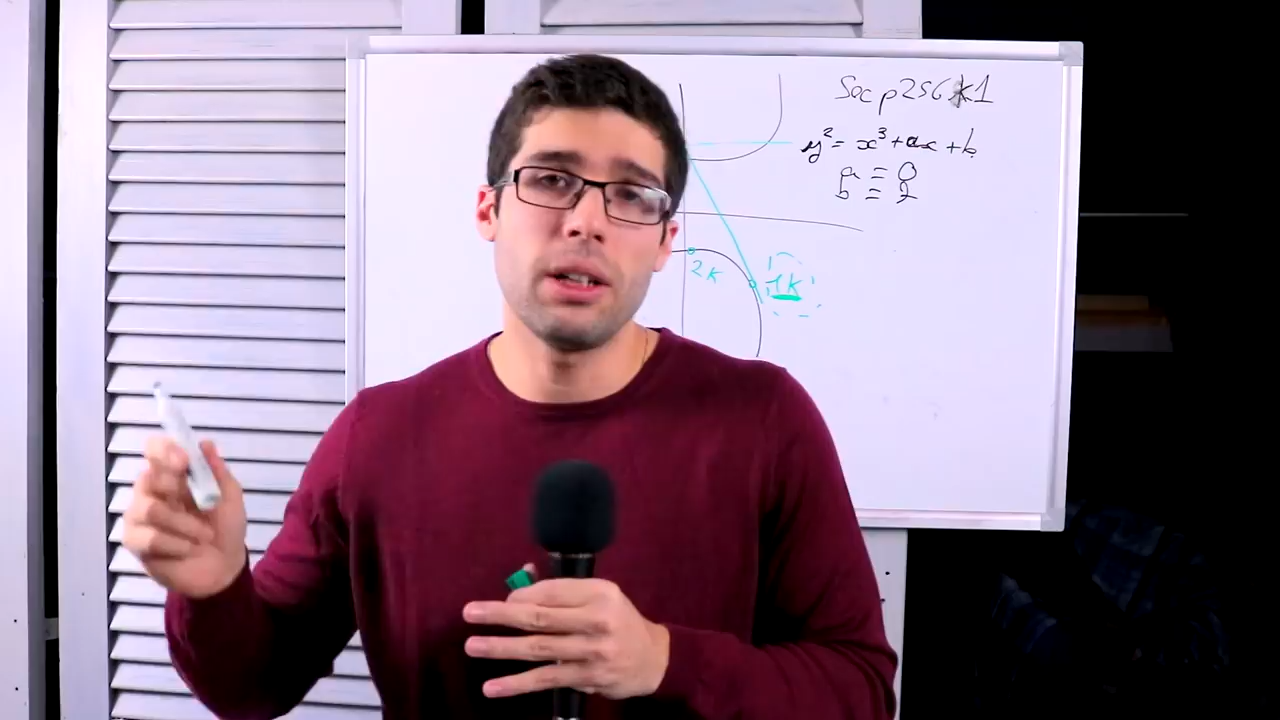 Secp256k1
y² = x³ + ax + b
a = 0
b = 7
2K
1K